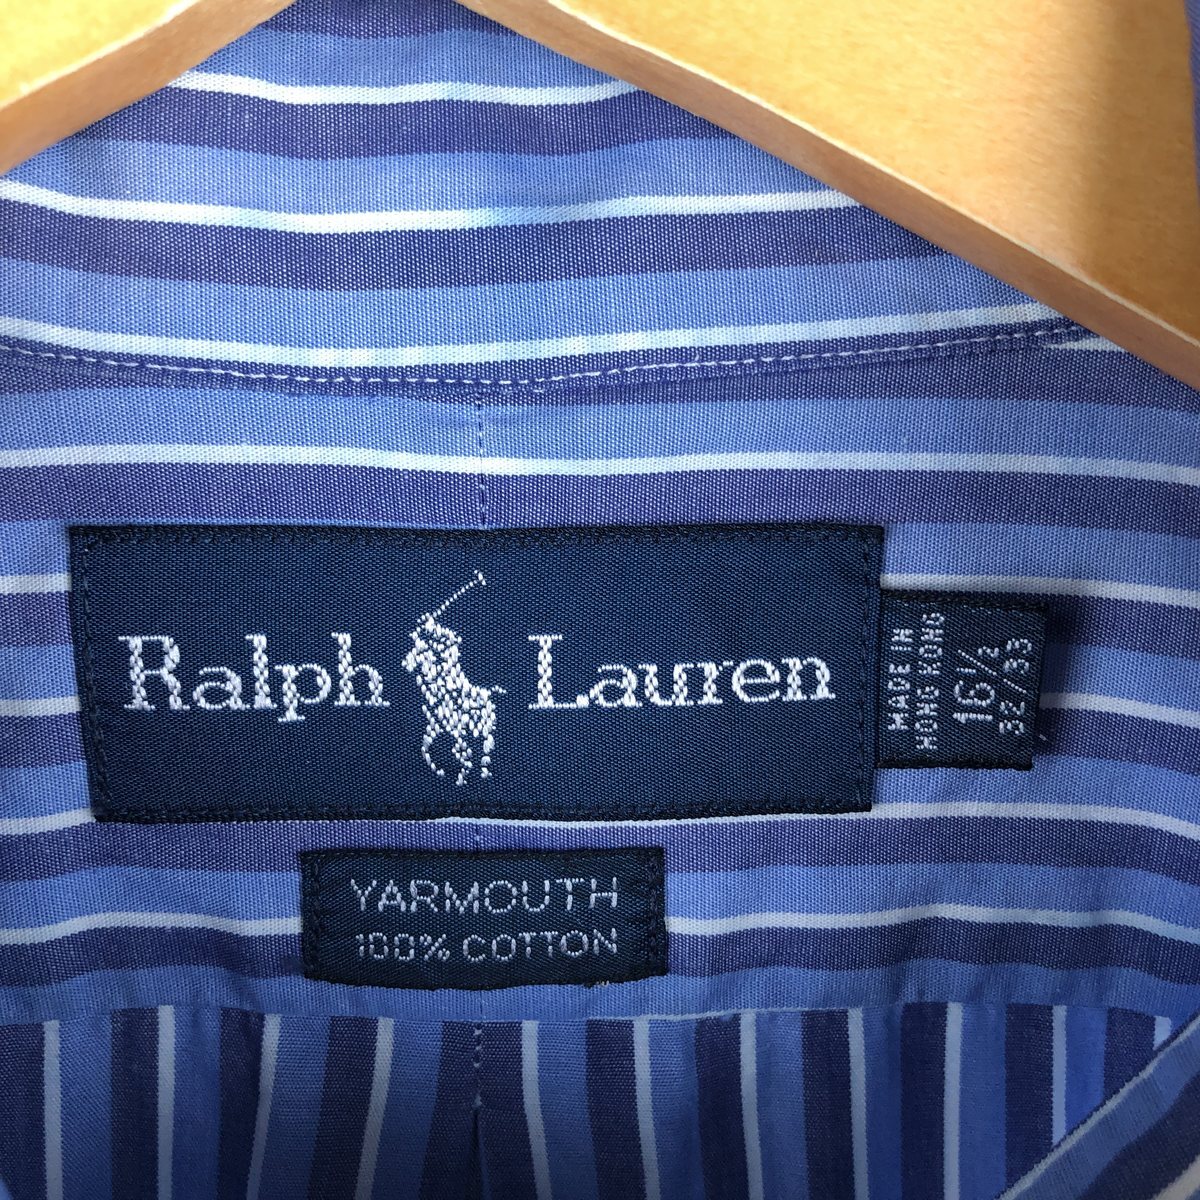 Ralph Lauren
MADE IN
HONG KONG
16½
32/33
YARMOUTH
100% COTTON